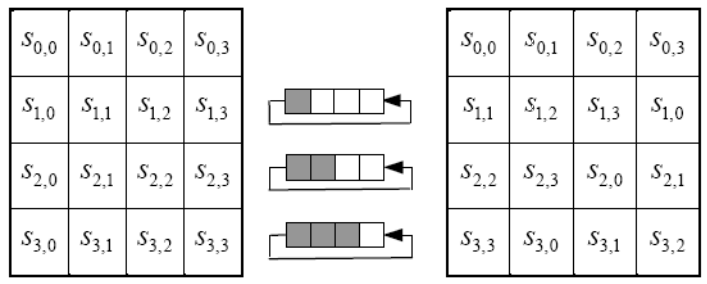 S0,0 S0,1 S0,2 S0,3 S0,0 S0,1 S0,2 S0,3
S1,0 S1,1 S1,2 S1,3 S1,1 S1,2 S1,3 S1,0
S2,0 S2,1 S2,2 S2,3 S2,2 S2,3 S2,0 S2,1
S3,0 S3,1 S3,2 S3,3 S3,3 S3,0 S3,1 S3,2